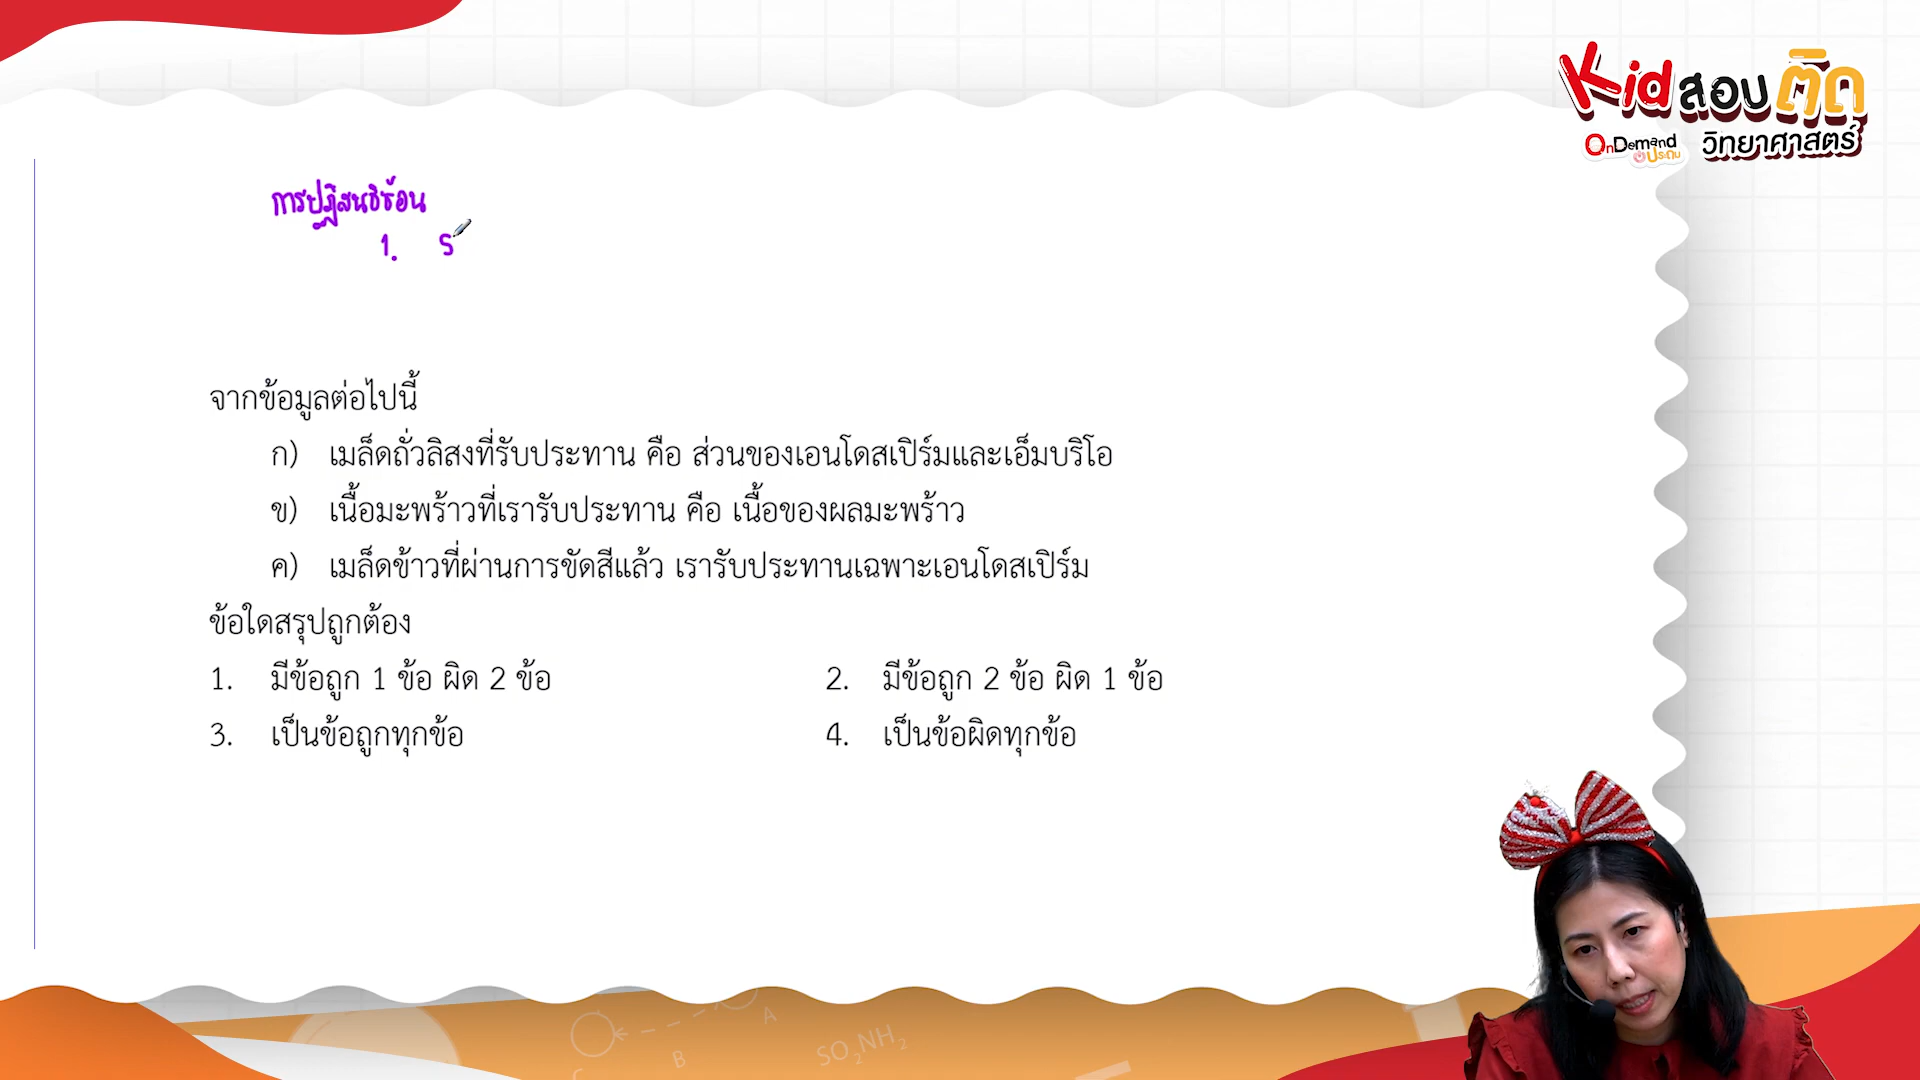 Kidสอบติด
OnDemand
ประถม
วิทยาศาสตร์
การปฏิสนธิซ้อน
1. s
จากข้อมูลต่อไปนี้
ก) เมล็ดถั่วลิสงที่รับประทาน คือ ส่วนของเอนโดสเปิร์มและเอ็มบริโอ
ข) เนื้อมะพร้าวที่เรารับประทาน คือ เนื้อของผลมะพร้าว
ค) เมล็ดข้าวที่ผ่านการขัดสีแล้ว เรารับประทานเฉพาะเอนโดสเปิร์ม
ข้อใดสรุปถูกต้อง
1. มีข้อถูก 1 ข้อ ผิด 2 ข้อ
2. มีข้อถูก 2 ข้อ ผิด 1 ข้อ
3. เป็นข้อถูกทุกข้อ
4. เป็นข้อผิดทุกข้อ
A
B
C
SO₂NH₂